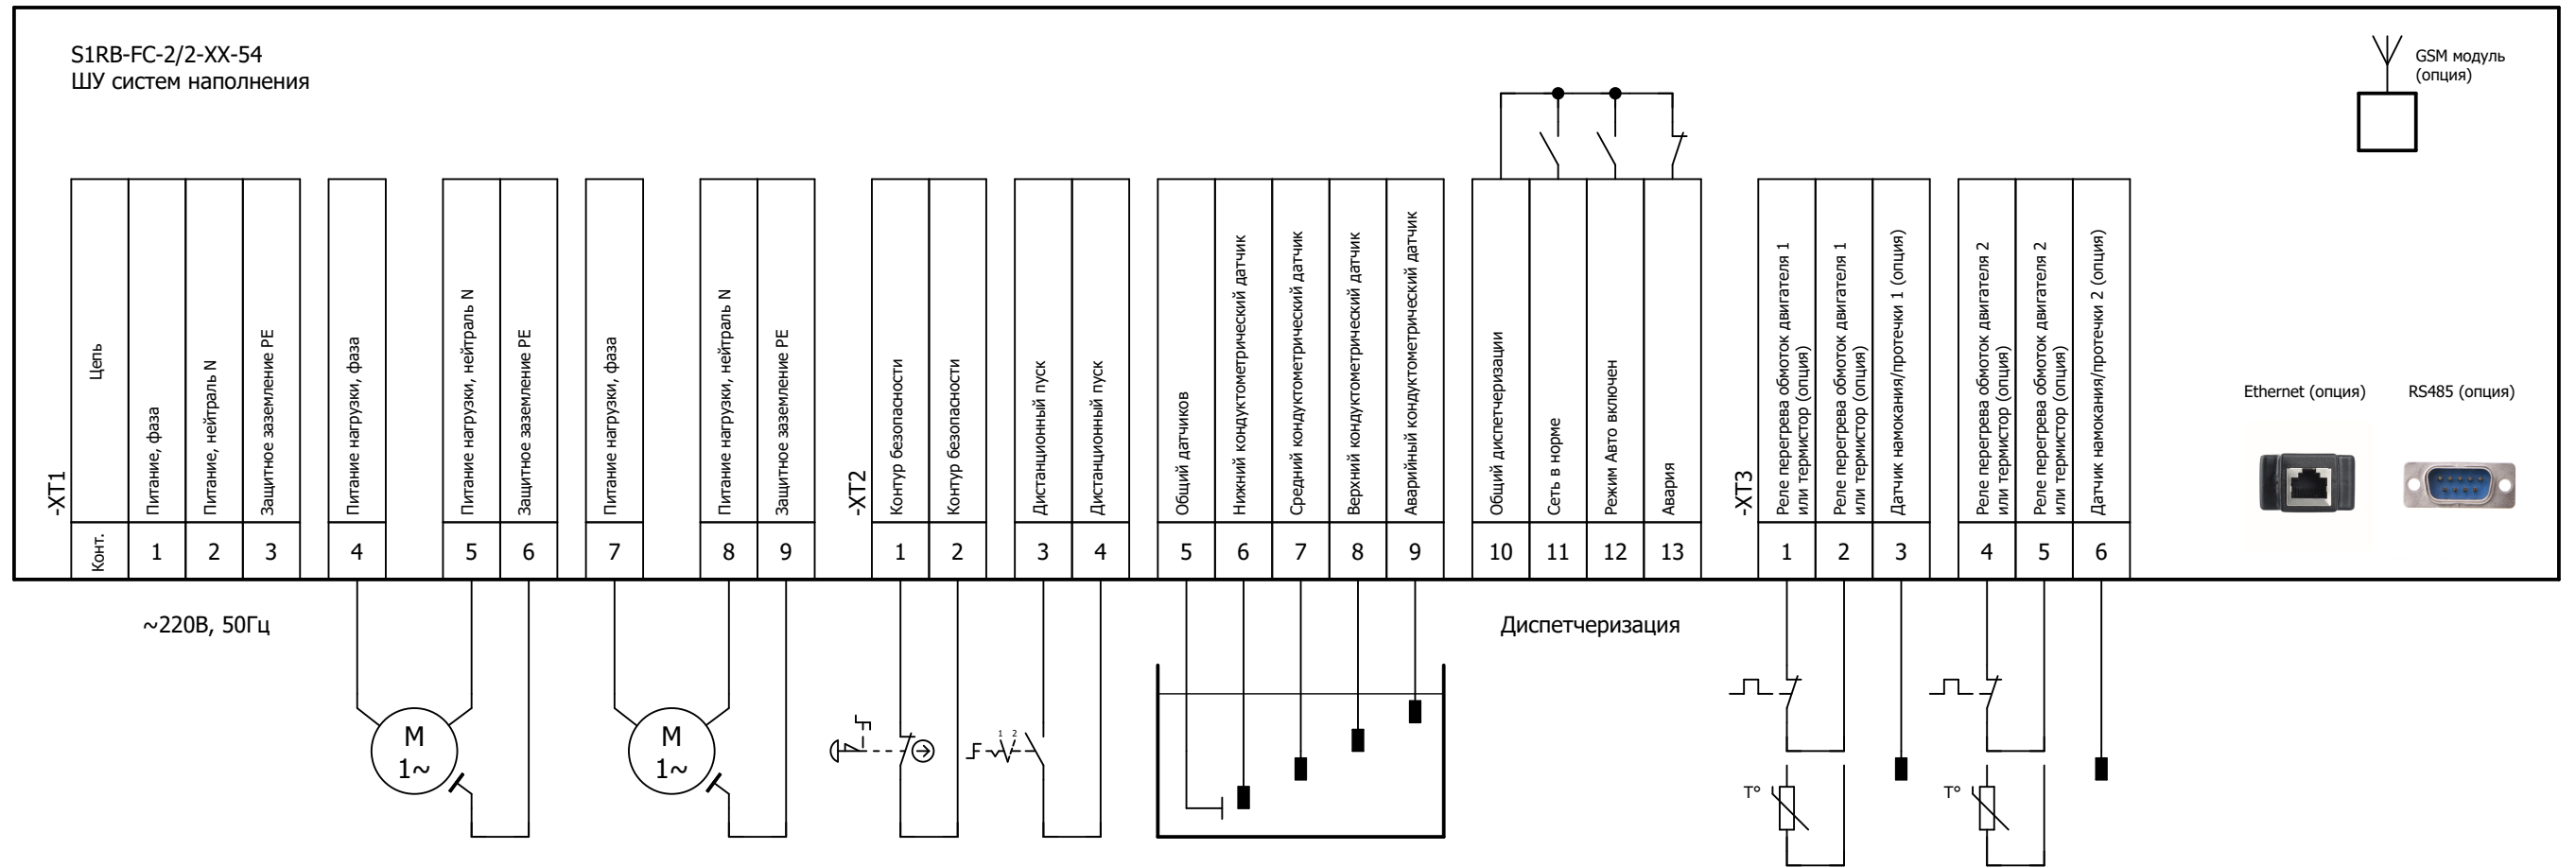 S1RB-FC-2/2-XX-54
ШУ систем наполнения
GSM модуль
(опция)
-XT1
Цепь
Питание, фаза
Питание, нейтраль N
Защитное заземление PE
Питание нагрузки, фаза
Питание нагрузки, нейтраль N
Защитное заземление PE
Питание нагрузки, фаза
Питание нагрузки, нейтраль N
Защитное заземление PE
-XT2
Контур безопасности
Контур безопасности
Дистанционный пуск
Дистанционный пуск
Общий датчиков
Нижний кондуктометрический датчик
Средний кондуктометрический датчик
Верхний кондуктометрический датчик
Аварийный кондуктометрический датчик
Общий диспетчеризации
Сеть в норме
Режим Авто включен
Авария
-XT3
Реле перегрева обмоток двигателя 1
или термистор (опция)
Реле перегрева обмоток двигателя 1
или термистор (опция)
Датчик намокания/протечки 1 (опция)
Реле перегрева обмоток двигателя 2
или термистор (опция)
Реле перегрева обмоток двигателя 2
или термистор (опция)
Датчик намокания/протечки 2 (опция)
Ethernet (опция)
RS485 (опция)
Конт.
1
2
3
4
5
6
7
8
9
1
2
3
4
5
6
7
8
9
10
11
12
13
1
2
3
4
5
6
~220В, 50Гц
Диспетчеризация
M
1~
M
1~
1 2
T°
T°